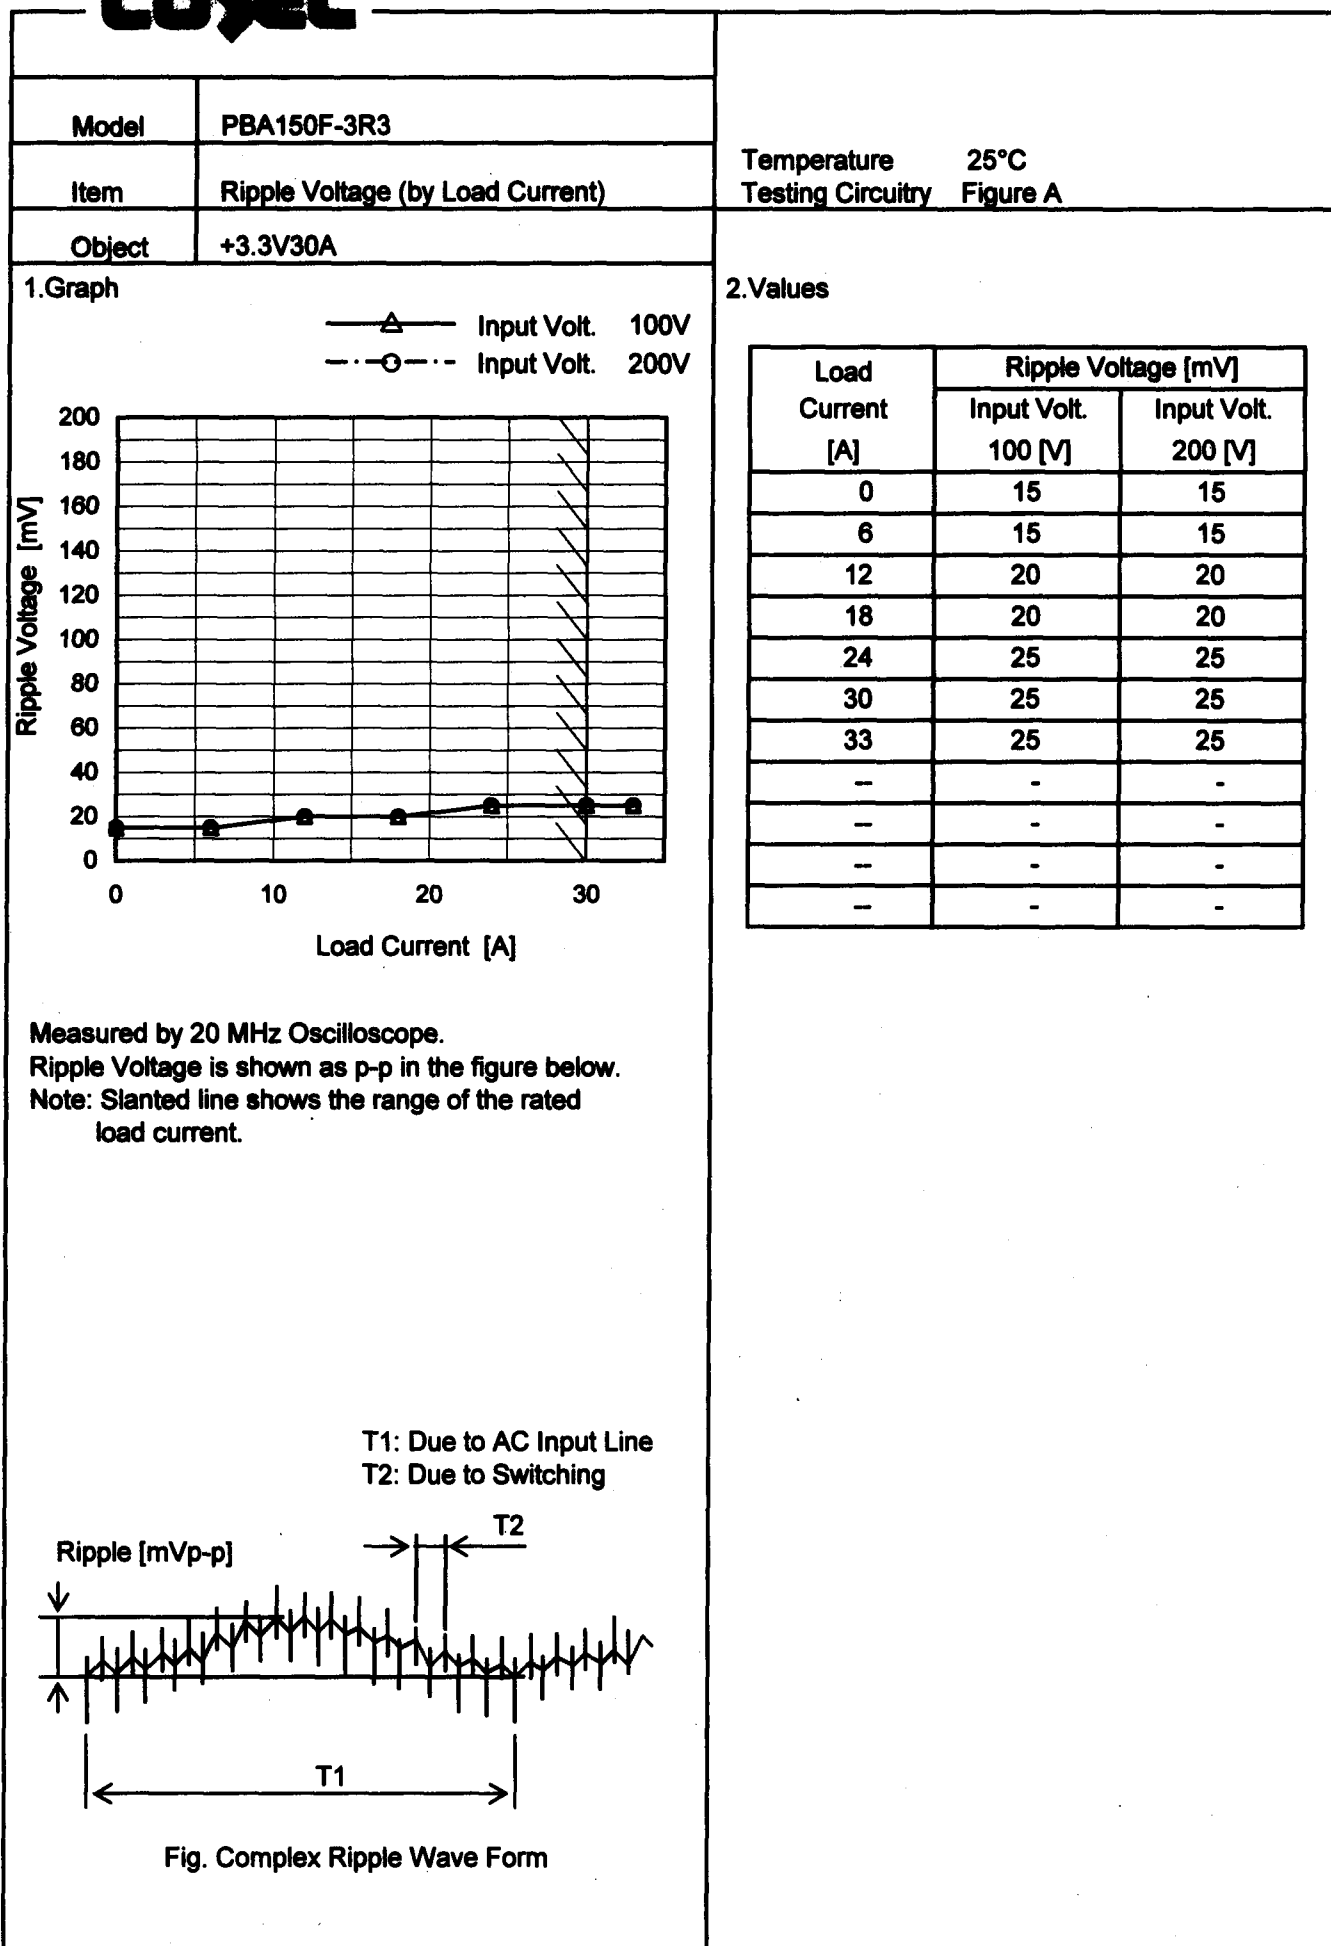 Model PBA150F-3R3
Item Ripple Voltage (by Load Current)
Object +3.3V30A
Temperature 25°C
Testing Circuitry Figure A
1.Graph
Input Volt. 100V
Input Volt. 200V
Ripple Voltage [mV]
200
180
160
140
120
100
80
60
40
20
0
0 10 20 30
Load Current [A]
Measured by 20 MHz Oscilloscope.
Ripple Voltage is shown as p-p in the figure below.
Note: Slanted line shows the range of the rated
load current.
T1: Due to AC Input Line
T2: Due to Switching
T2
Ripple [mVp-p]
T1
Fig. Complex Ripple Wave Form
2.Values
Load Current [A] Ripple Voltage [mV]
Input Volt. 100 [V] Input Volt. 200 [V]
0 15 15
6 15 15
12 20 20
18 20 20
24 25 25
30 25 25
33 25 25
-- - -
-- - -
-- - -
-- - -